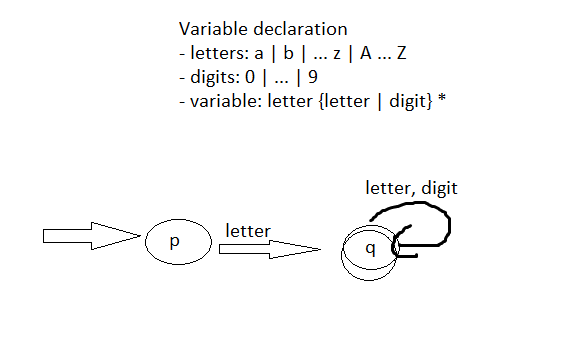 Variable declaration
- letters: a | b | ... z | A ... Z
- digits: 0 | ... | 9
- variable: letter {letter | digit} *
letter, digit
letter
p
q